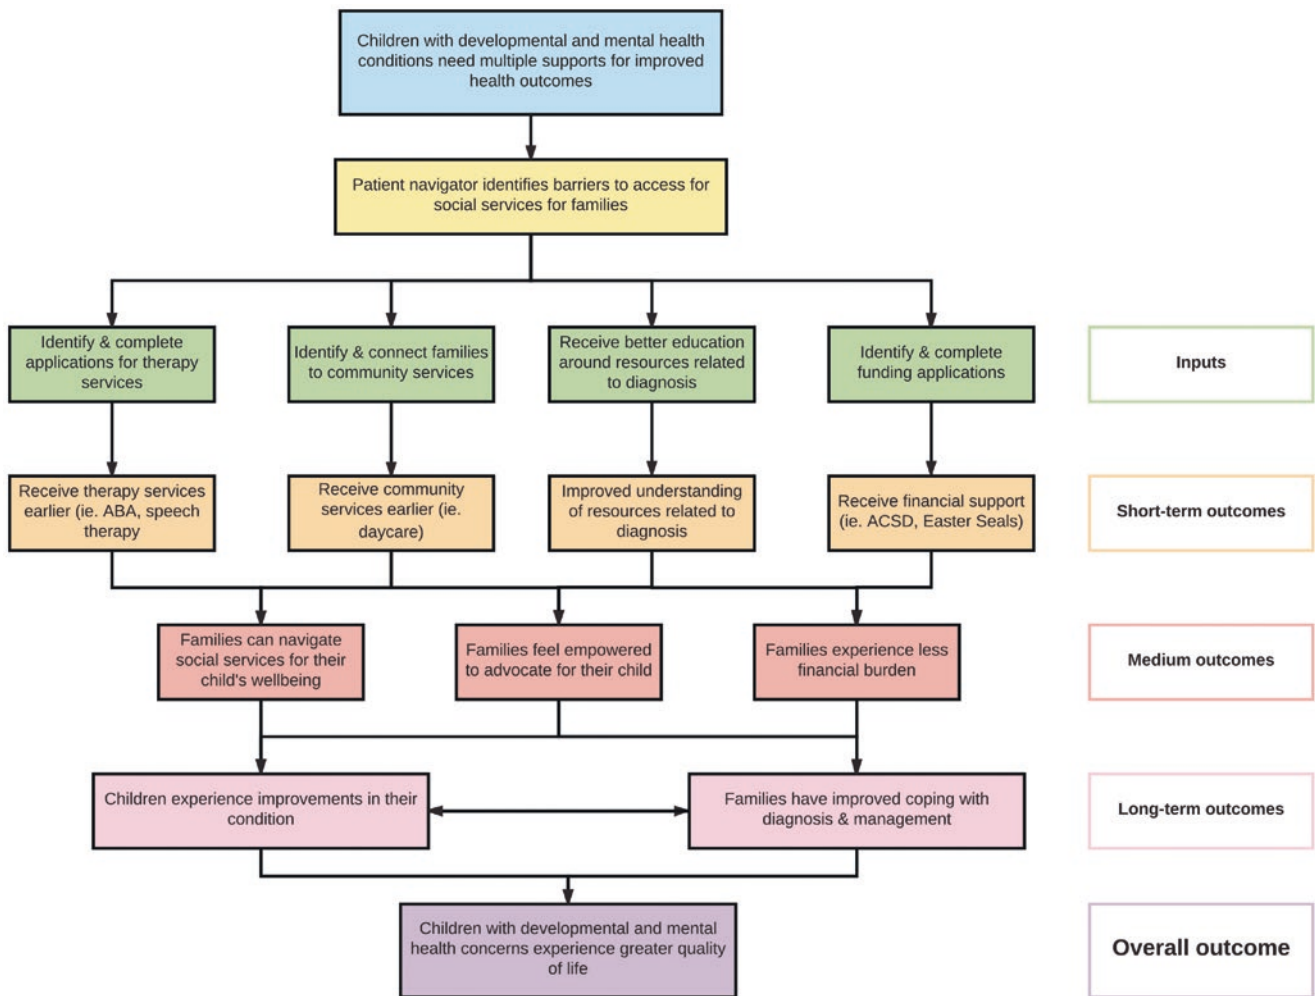 Children with developmental and mental health
conditions need multiple supports for improved
health outcomes
Patient navigator identifies barriers to access for
social services for families
Identify & complete
applications for therapy
services
Identify & connect families
to community services
Receive better education
around resources related
to diagnosis
Identify & complete
funding applications
Inputs
Receive therapy services
earlier (ie. ABA, speech
therapy
Receive community
services earlier (ie.
daycare)
Improved understanding
of resources related to
diagnosis
Receive financial support
(ie. ACSD, Easter Seals)
Short-term outcomes
Families can navigate
social services for their
child's wellbeing
Families feel empowered
to advocate for their child
Families experience less
financial burden
Medium outcomes
Children experience improvements in their
condition
Families have improved coping with
diagnosis & management
Long-term outcomes
Children with developmental and mental
health concerns experience greater quality
of life
Overall outcome